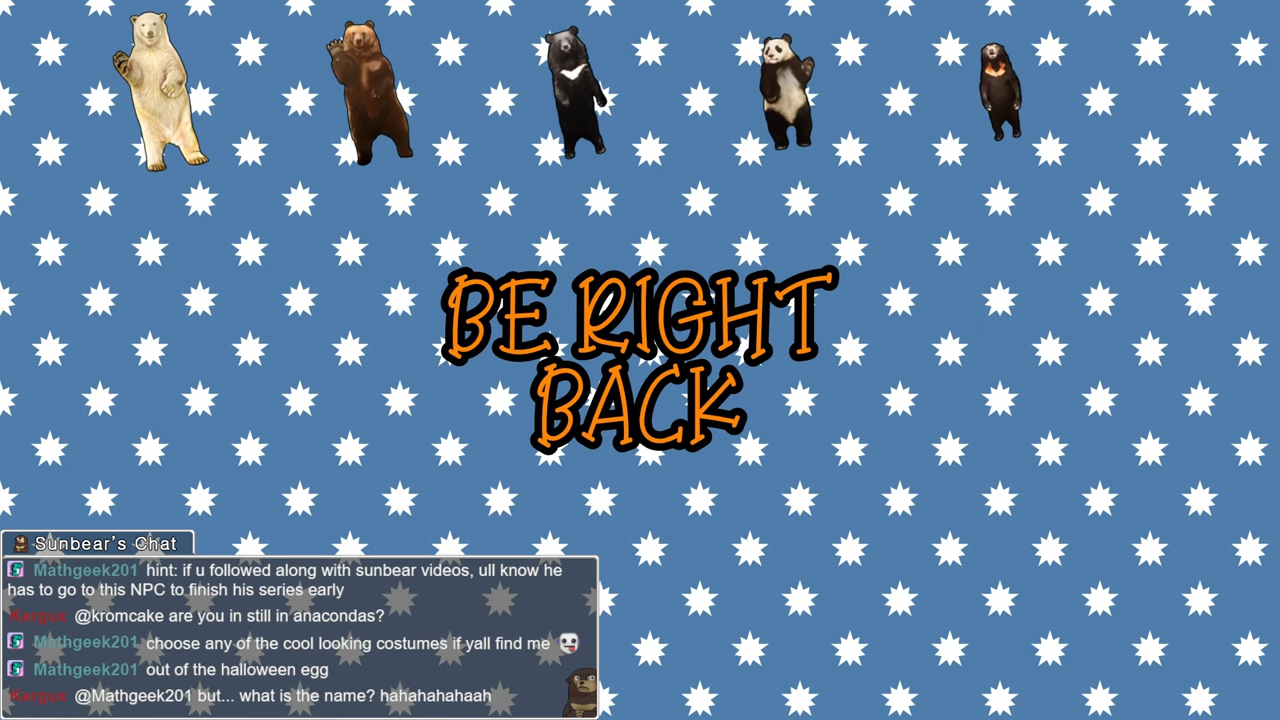 BE RIGHT
BACK
Sunbear's Chat
Mathgeek201 hint: if u followed along with sunbear videos, ull know he
has to go to this NPC to finish his series early
Kergux @kromcake are you in still in anacondas?
Mathgeek201 choose any of the cool looking costumes if yall find me
Mathgeek201 out of the halloween egg
Kergux @Mathgeek201 but... what is the name? hahahahahaah